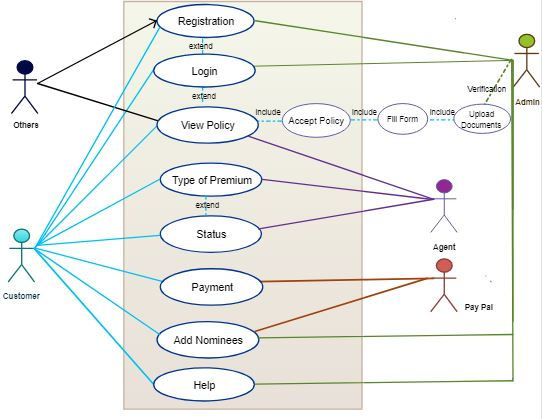 Registration
extend
Login
extend
Admin
Verification
Others
View Policy
include
Accept Policy
include
Fill Form
include
Upload
Documents
Type of Premium
extend
Status
Agent
Customer
Payment
Pay Pal
Add Nominees
Help